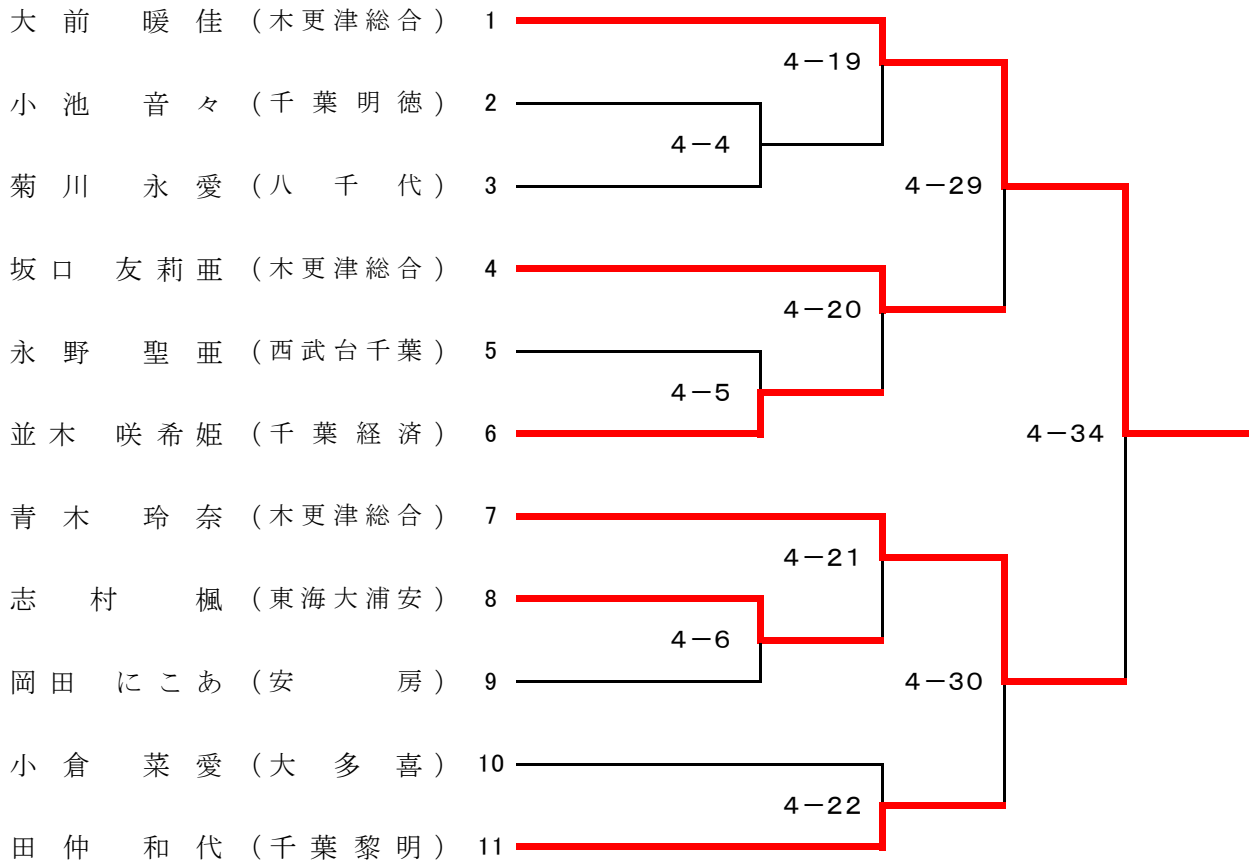 大前 暖佳 (木更津総合) 1
4－19
小池 音々 (千葉明徳) 2
4－4
菊川 永愛 (八千代) 3
4－29
坂口 友莉亜 (木更津総合) 4
4－20
永野 聖亜 (西武台千葉) 5
4－5
並木 咲希姫 (千葉経済) 6
4－34
青木 玲奈 (木更津総合) 7
4－21
志村 楓 (東海大浦安) 8
4－6
岡田 にこあ (安房) 9
4－30
小倉 菜愛 (大多喜) 10
4－22
田仲 和代 (千葉黎明) 11